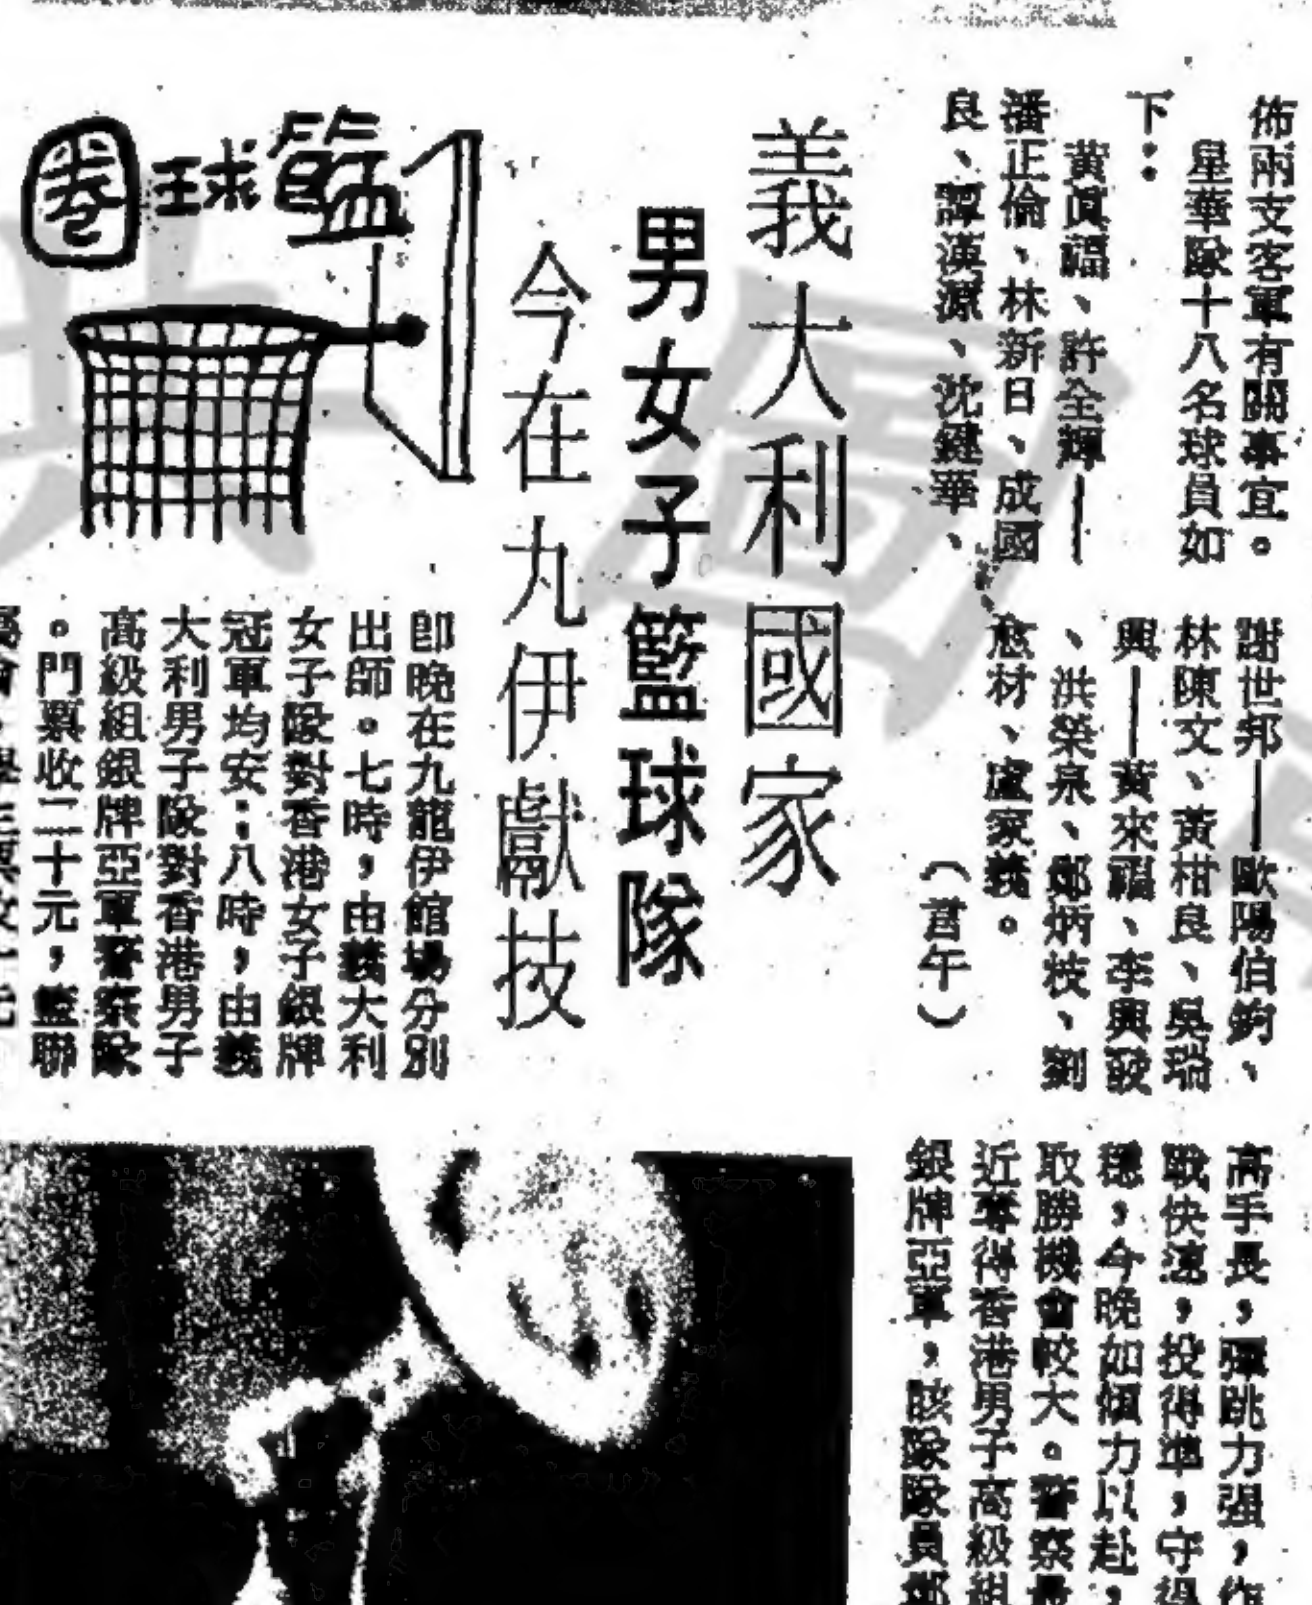 佈兩支客軍有關事宜。
星華隊十八名球員如
下：
黃眞福、許全輝——
潘正倫、林新日、成國
良、譚漢源、沈鍵華、
謝世邦——歐陽伯鈞、
林陳文、黃柑良、吳瑞
興——黃來福、李興發
、洪榮泉、鄭炳枝、劉
愈材、盧家義。
午）
義大利國家
男女子籃球隊
今在九伊獻技
籃球圈
卽晚在九龍伊館場分別
出師。七時，由義大利
女子隊對香港女子銀牌
冠軍均安；八時，由義
大利男子隊對香港男子
高級組銀牌亞軍警察隊
。門票收二十元，籃聯
高手長，彈跳力强，作
戰快速，投得準，守得
穩，今晚如傾力以赴，
取勝機會較大。警察最
近奪得香港男子高級組
銀牌亞軍，該隊隊員鄭